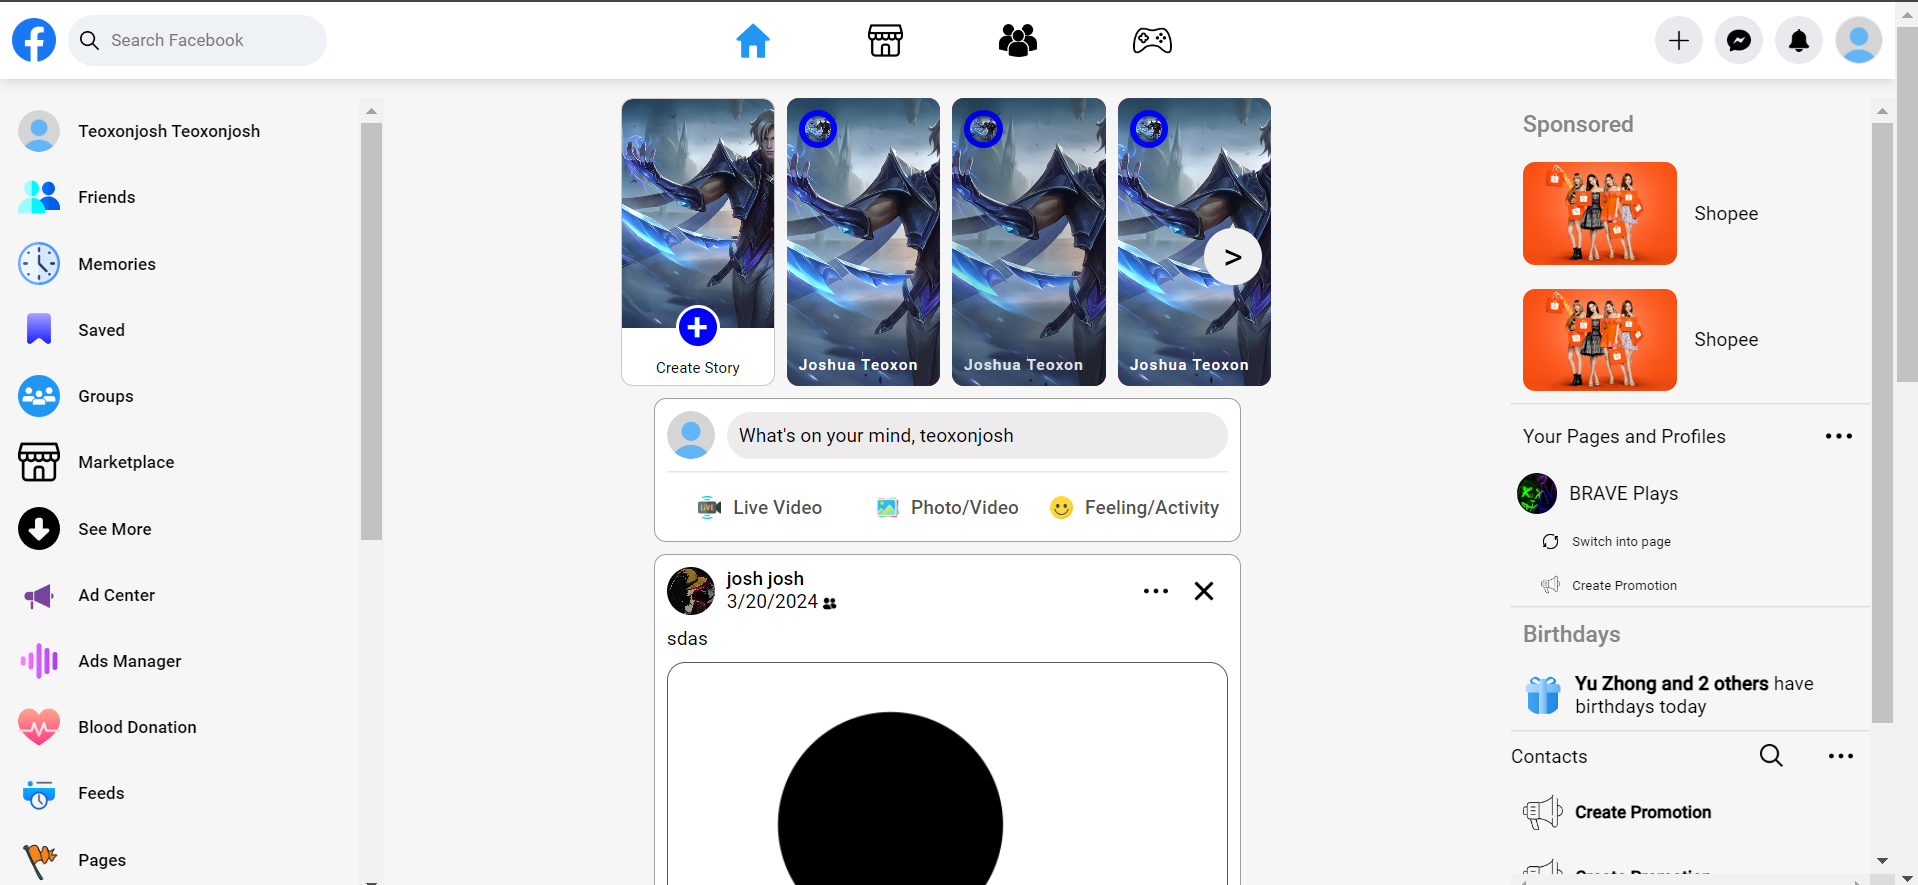 Search Facebook
Teoxonjosh Teoxonjosh
Friends
Memories
Saved
Groups
Marketplace
See More
Ad Center
Ads Manager
Blood Donation
Feeds
Pages
Create Story
Joshua Teoxon
Joshua Teoxon
Joshua Teoxon
>
What's on your mind, teoxonjosh
LIVE
Live Video
Photo/Video
Feeling/Activity
josh josh
3/20/2024
sdas
Sponsored
Shopee
Shopee
Your Pages and Profiles
BRAVE Plays
Switch into page
Create Promotion
Birthdays
Yu Zhong and 2 others have
birthdays today
Contacts
Create Promotion
Create Promotion